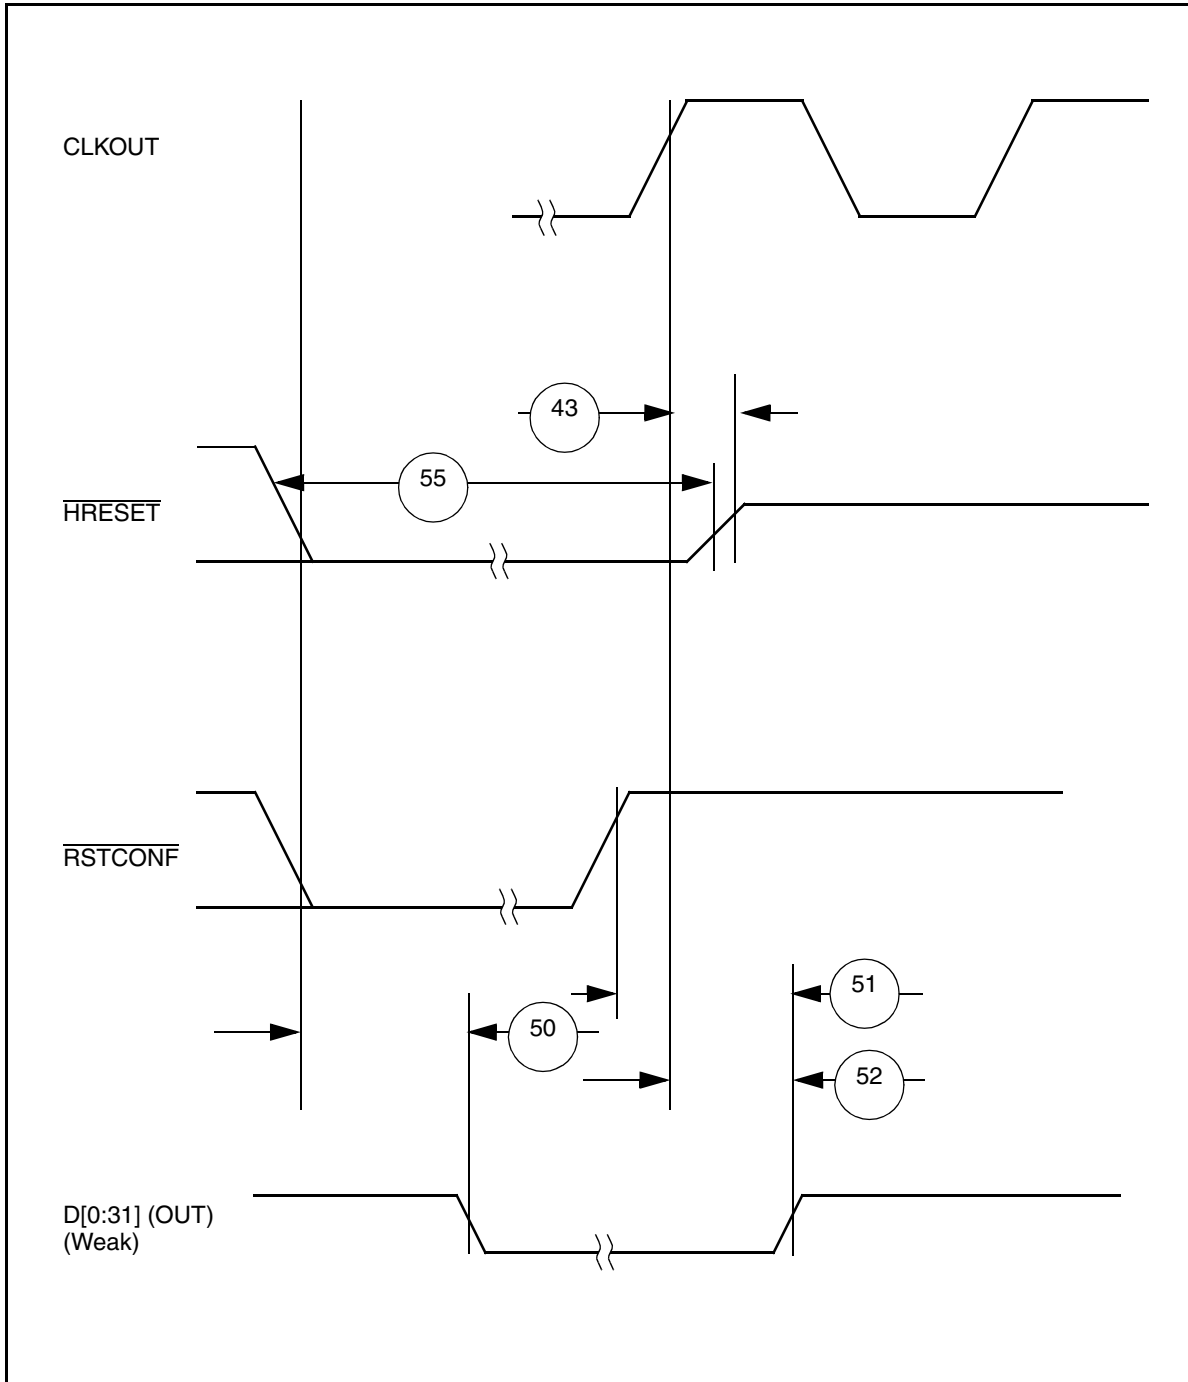 CLKOUT
43
55
HRESET
RSTCONF
51
50
52
D[0:31] (OUT)
(Weak)